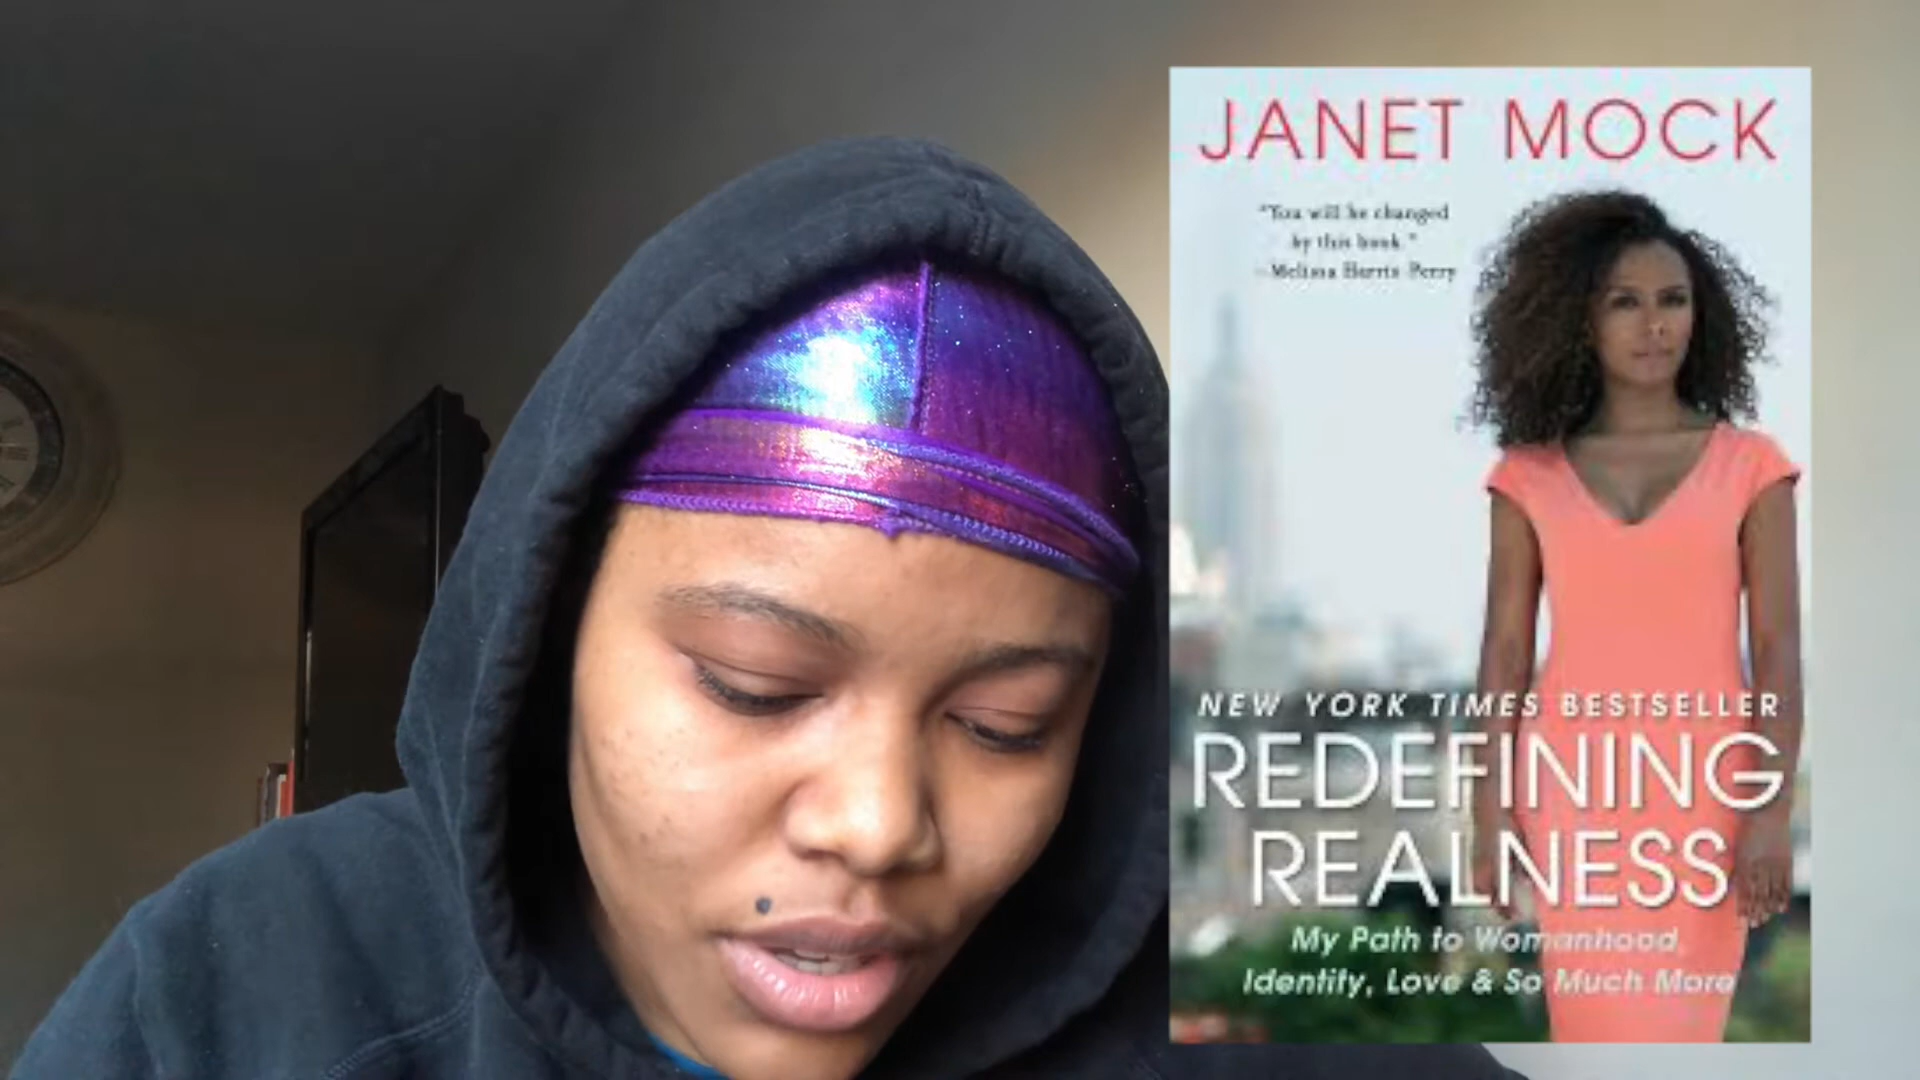 JANET MOCK
"You will be changed
by this book."
-Melissa Harris-Perry
NEW YORK TIMES BESTSELLER
REDEFINING
REALNESS
My Path to Womanhood,
Identity, Love & So Much More